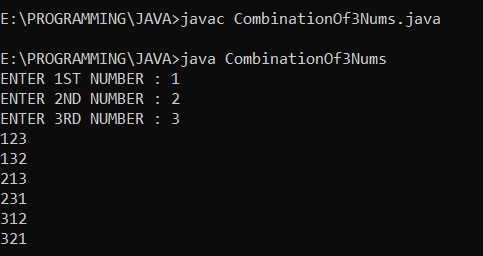 E:\PROGRAMMING\JAVA>javac CombinationOf3Nums.java
E:\PROGRAMMING\JAVA>java CombinationOf3Nums
ENTER 1ST NUMBER : 1
ENTER 2ND NUMBER : 2
ENTER 3RD NUMBER : 3
123
132
213
231
312
321